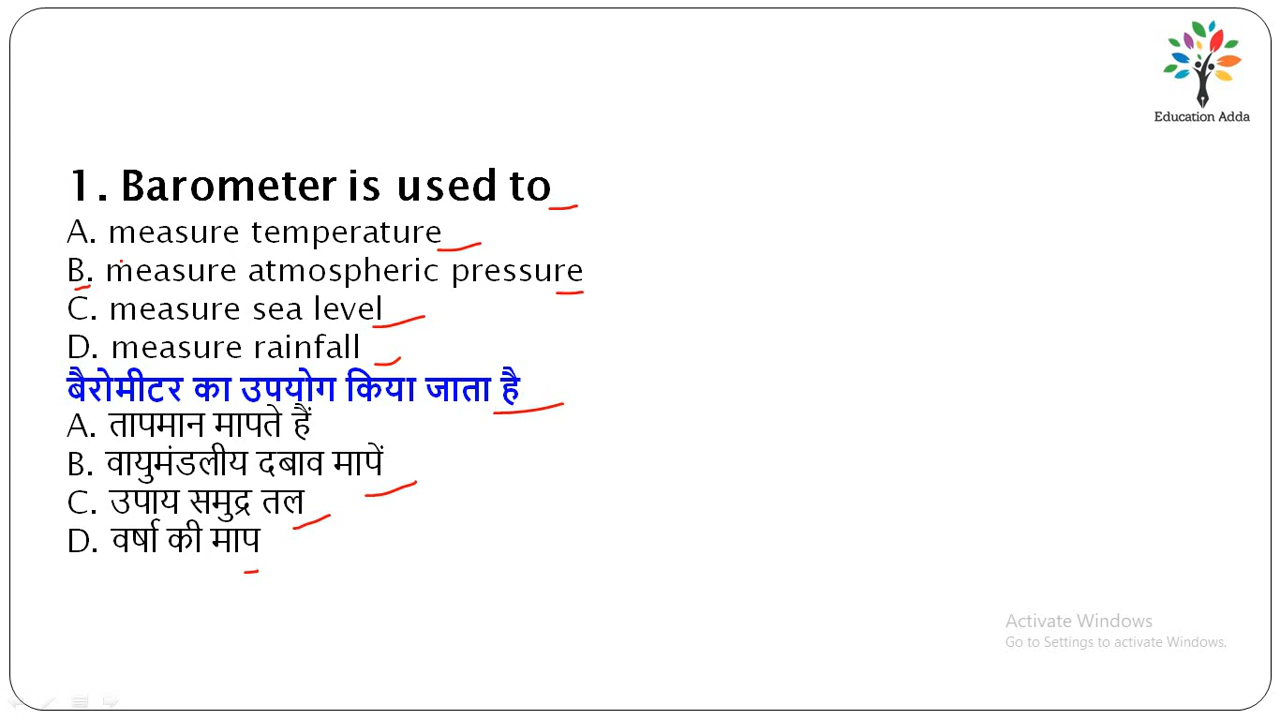 Education Adda
1. Barometer is used to
A. measure temperature
B. measure atmospheric pressure
C. measure sea level
D. measure rainfall
बैरोमीटर का उपयोग किया जाता है
A. तापमान मापते हैं
B. वायुमंडलीय दबाव मापें
C. उपाय समुद्र तल
D. वर्षा की माप
Activate Windows
Go to Settings to activate Windows.